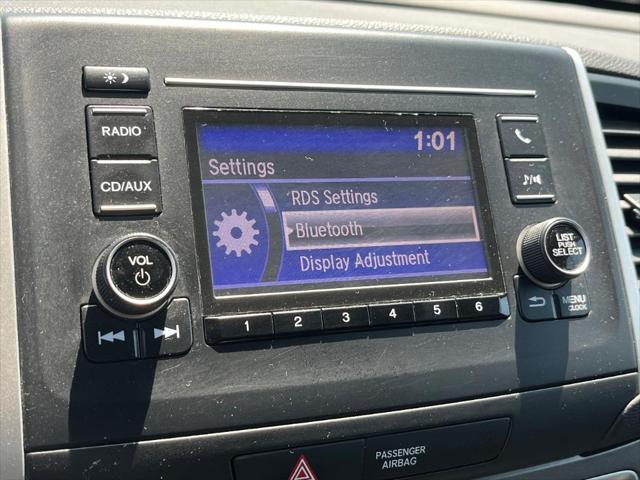 RADIO
CD/AUX
VOL
1:01
Settings
RDS Settings
Bluetooth
Display Adjustment
1 2 3 4 5 6
LIST
PUSH
SELECT
MENU
CLOCK
PASSENGER
AIRBAG